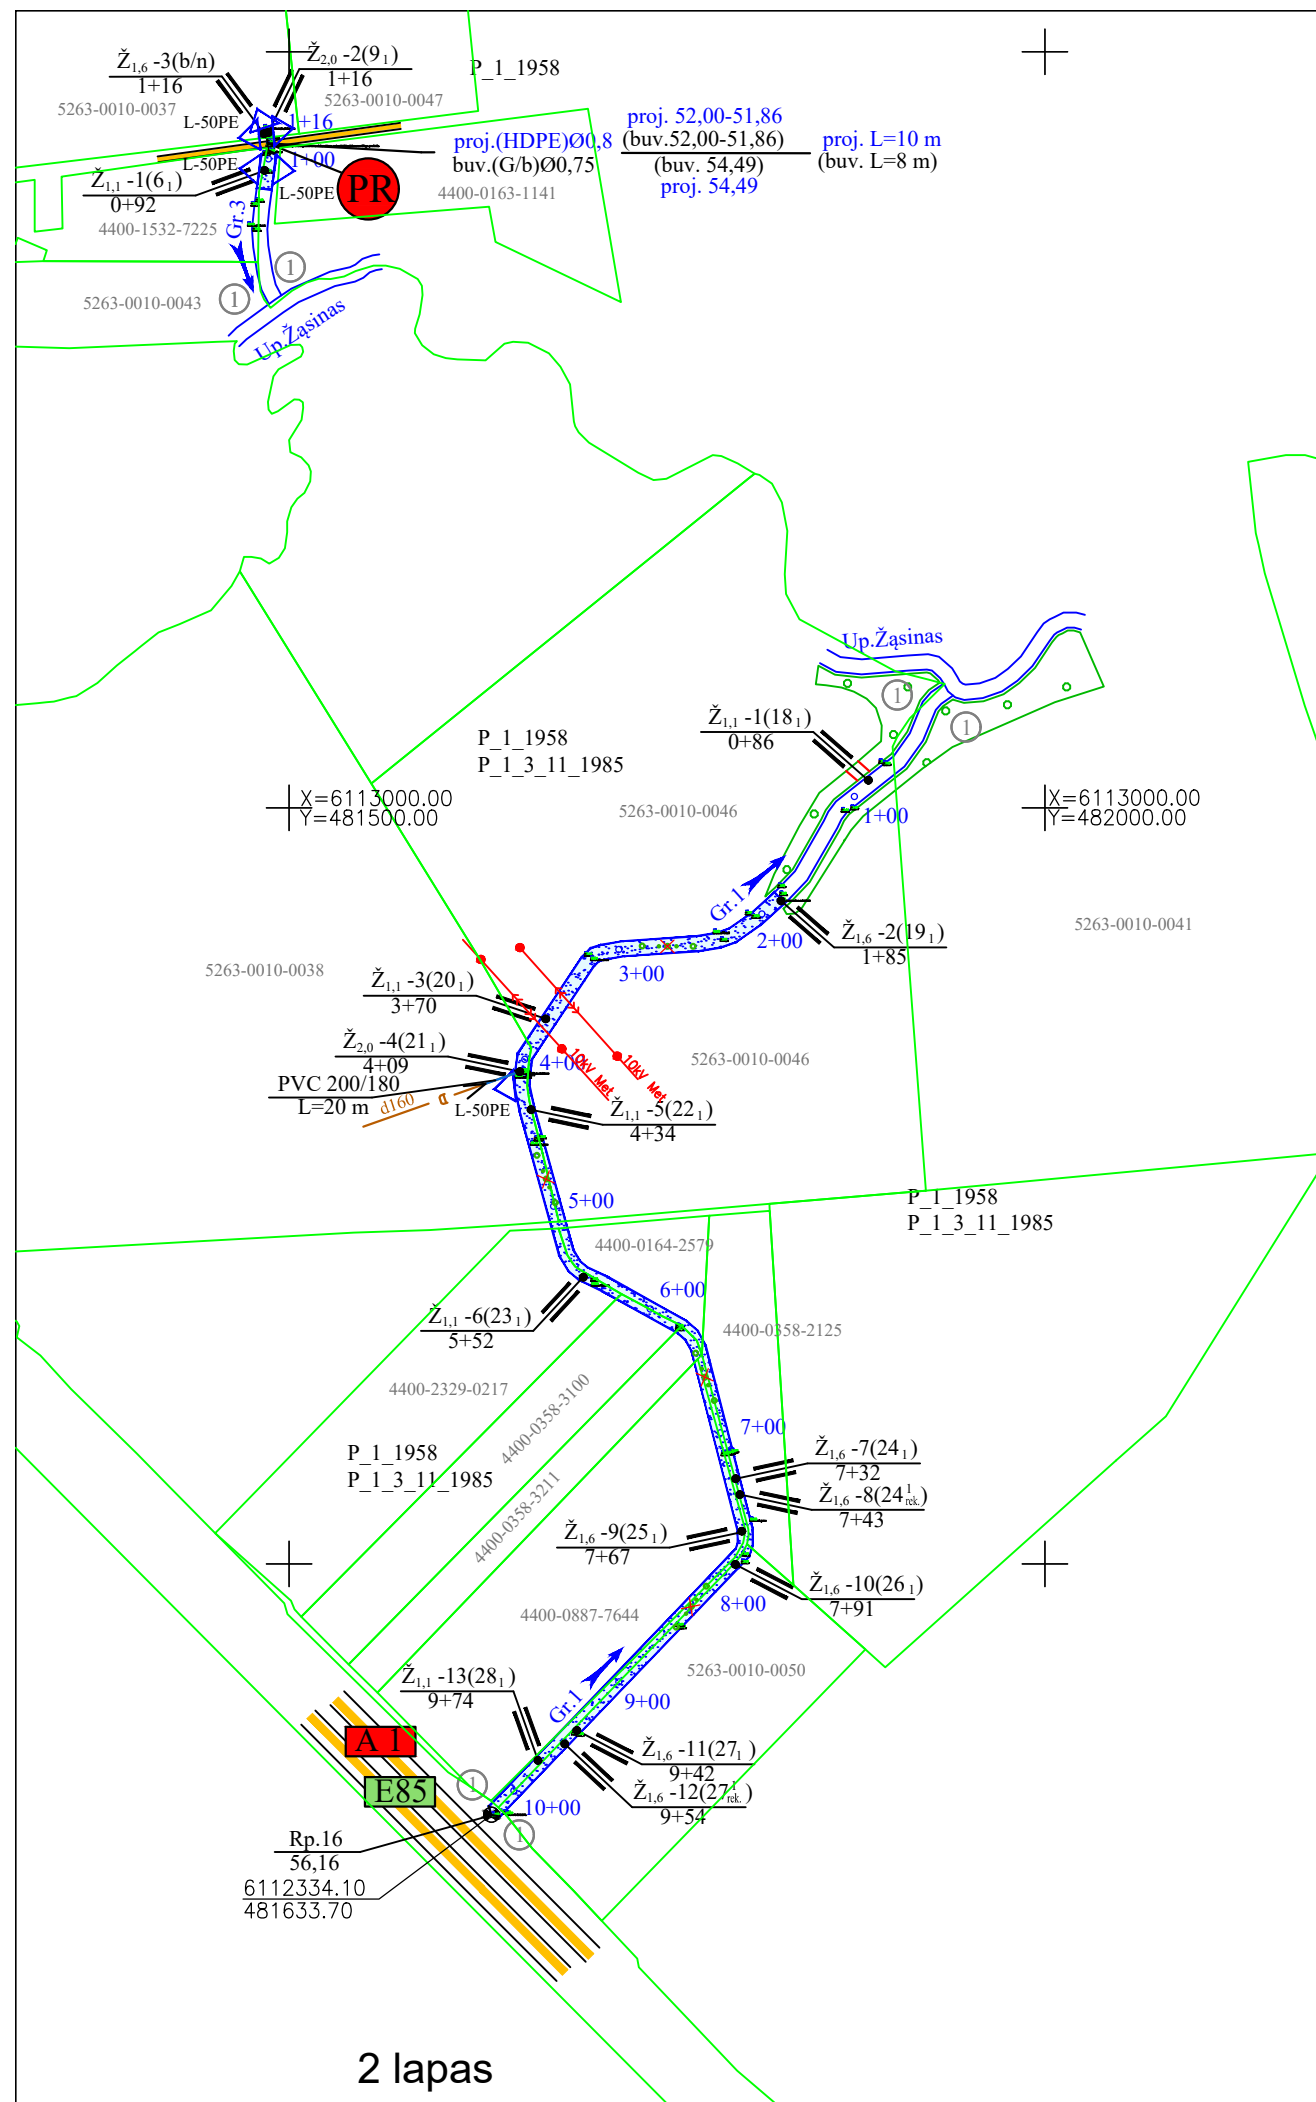 Ž1,6 -3(b/n)
1+16
Ž2,0 -2(9₁)
1+16
P_1_1958
5263-0010-0037
5263-0010-0047
L-50PE
1+16
proj.(HDPE)Ø0,8
buv.(G/b)Ø0,75
proj. 52,00-51,86
(buv.52,00-51,86)
(buv. 54,49)
proj. 54,49
proj. L=10 m
(buv. L=8 m)
L-50PE
1+00
Ž1,1 -1(6₁)
0+92
L-50PE
PR
4400-0163-1141
4400-1532-7225
Gr.3
1
1
5263-0010-0043
Up.Žąsinas
Up.Žąsinas
1
1
Ž1,1 -1(18₁)
0+86
P_1_1958
P_1_3_11_1985
X=6113000.00
Y=481500.00
5263-0010-0046
1+00
X=6113000.00
Y=482000.00
Gr.1
5263-0010-0041
2+00
Ž1,6 -2(19₁)
1+85
5263-0010-0038
3+00
Ž1,1 -3(20₁)
3+70
Ž2,0 -4(21₁)
4+09
4+00
10kV Met
10kV Met
5263-0010-0046
PVC 200/180
L=20 m
d160
L-50PE
Ž1,1 -5(22₁)
4+34
5+00
P_1_1958
P_1_3_11_1985
4400-0164-2579
6+00
Ž1,1 -6(23₁)
5+52
4400-0358-2125
4400-2329-0217
4400-0358-3100
7+00
P_1_1958
P_1_3_11_1985
4400-0358-3211
Ž1,6 -7(24₁)
7+32
Ž1,6 -8(24¹rek.)
7+43
Ž1,6 -9(25₁)
7+67
Ž1,6 -10(26₁)
7+91
8+00
4400-0887-7644
5263-0010-0050
Ž1,1 -13(28₁)
9+74
Gr.1
9+00
A 1
E85
Ž1,6 -11(27₁)
9+42
Ž1,6 -12(27¹rek.)
9+54
1
10+00
1
Rp.16
56,16
6112334.10
481633.70
2 lapas